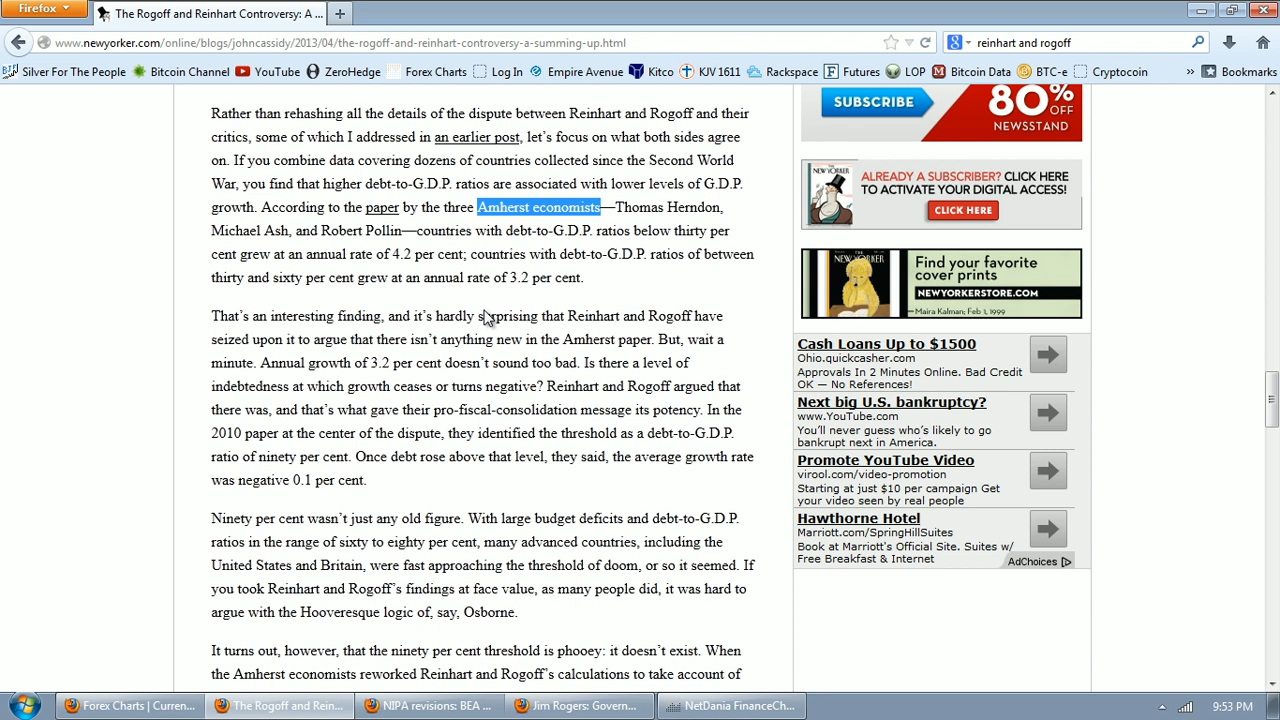 Firefox
The Rogoff and Reinhart Controversy: A ...
www.newyorker.com/online/blogs/johncassidy/2013/04/the-rogoff-and-reinhart-controversy-a-summing-up.html
reinhart and rogoff
Silver For The People
Bitcoin Channel
YouTube
ZeroHedge
Forex Charts
Log In
Empire Avenue
Kitco
KJV 1611
Rackspace
Futures
LOP
Bitcoin Data
BTC-e
Cryptocoin
»
Bookmarks
Rather than rehashing all the details of the dispute between Reinhart and Rogoff and their
critics, some of which I addressed in an earlier post, let’s focus on what both sides agree
on. If you combine data covering dozens of countries collected since the Second World
War, you find that higher debt-to-G.D.P. ratios are associated with lower levels of G.D.P.
growth. According to the paper by the three Amherst economists—Thomas Herndon,
Michael Ash, and Robert Pollin—countries with debt-to-G.D.P. ratios below thirty per
cent grew at an annual rate of 4.2 per cent; countries with debt-to-G.D.P. ratios of between
thirty and sixty per cent grew at an annual rate of 3.2 per cent.
That’s an interesting finding, and it’s hardly surprising that Reinhart and Rogoff have
seized upon it to argue that there isn’t anything new in the Amherst paper. But, wait a
minute. Annual growth of 3.2 per cent doesn’t sound too bad. Is there a level of
indebtedness at which growth ceases or turns negative? Reinhart and Rogoff argued that
there was, and that’s what gave their pro-fiscal-consolidation message its potency. In the
2010 paper at the center of the dispute, they identified the threshold as a debt-to-G.D.P.
ratio of ninety per cent. Once debt rose above that level, they said, the average growth rate
was negative 0.1 per cent.
Ninety per cent wasn’t just any old figure. With large budget deficits and debt-to-G.D.P.
ratios in the range of sixty to eighty per cent, many advanced countries, including the
United States and Britain, were fast approaching the threshold of doom, or so it seemed. If
you took Reinhart and Rogoff’s findings at face value, as many people did, it was hard to
argue with the Hooveresque logic of, say, Osborne.
It turns out, however, that the ninety per cent threshold is phooey: it doesn’t exist. When
the Amherst economists reworked Reinhart and Rogoff’s calculations to take account of
SUBSCRIBE
80%
OFF
NEWSSTAND
THE NEW YORKER
ALREADY A SUBSCRIBER? CLICK HERE
TO ACTIVATE YOUR DIGITAL ACCESS!
CLICK HERE
Find your favorite
cover prints
NEWYORKERSTORE.COM
—Maira Kalman; Feb 1, 1999
Cash Loans Up to $1500
Ohio.quickcasher.com
Approvals In 2 Minutes Online. Bad Credit
OK — No References!
Next big U.S. bankruptcy?
www.YouTube.com
You’ll never guess who’s likely to go
bankrupt next in America.
Promote YouTube Video
virool.com/video-promotion
Starting at just $10 per campaign Get
your video seen by real people
Hawthorne Hotel
Marriott.com/SpringHillSuites
Book at Marriott's Official Site. Suites w/
Free Breakfast & Internet
AdChoices
Forex Charts | Curren...
The Rogoff and Rein...
NIPA revisions: BEA ...
Jim Rogers: Govern...
NetDania FinanceCh...
9:53 PM